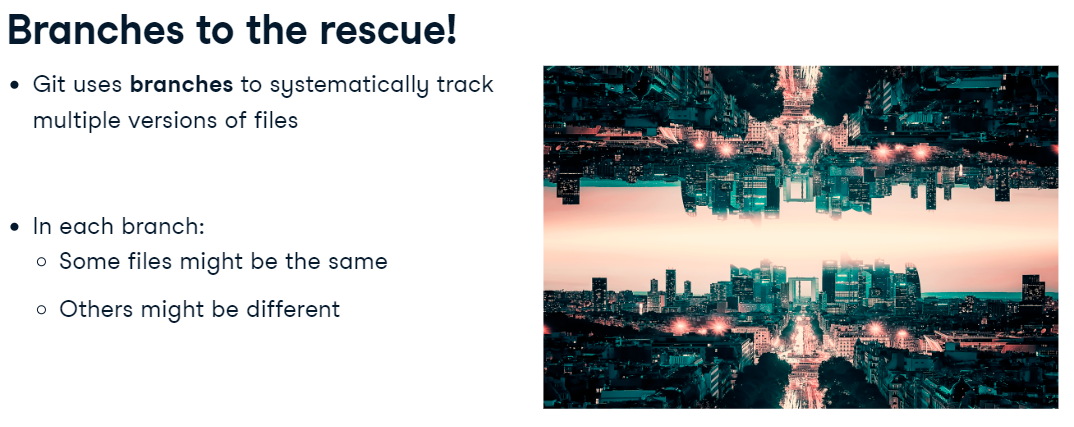 Branches to the rescue!
Git uses branches to systematically track
multiple versions of files
In each branch:
Some files might be the same
Others might be different